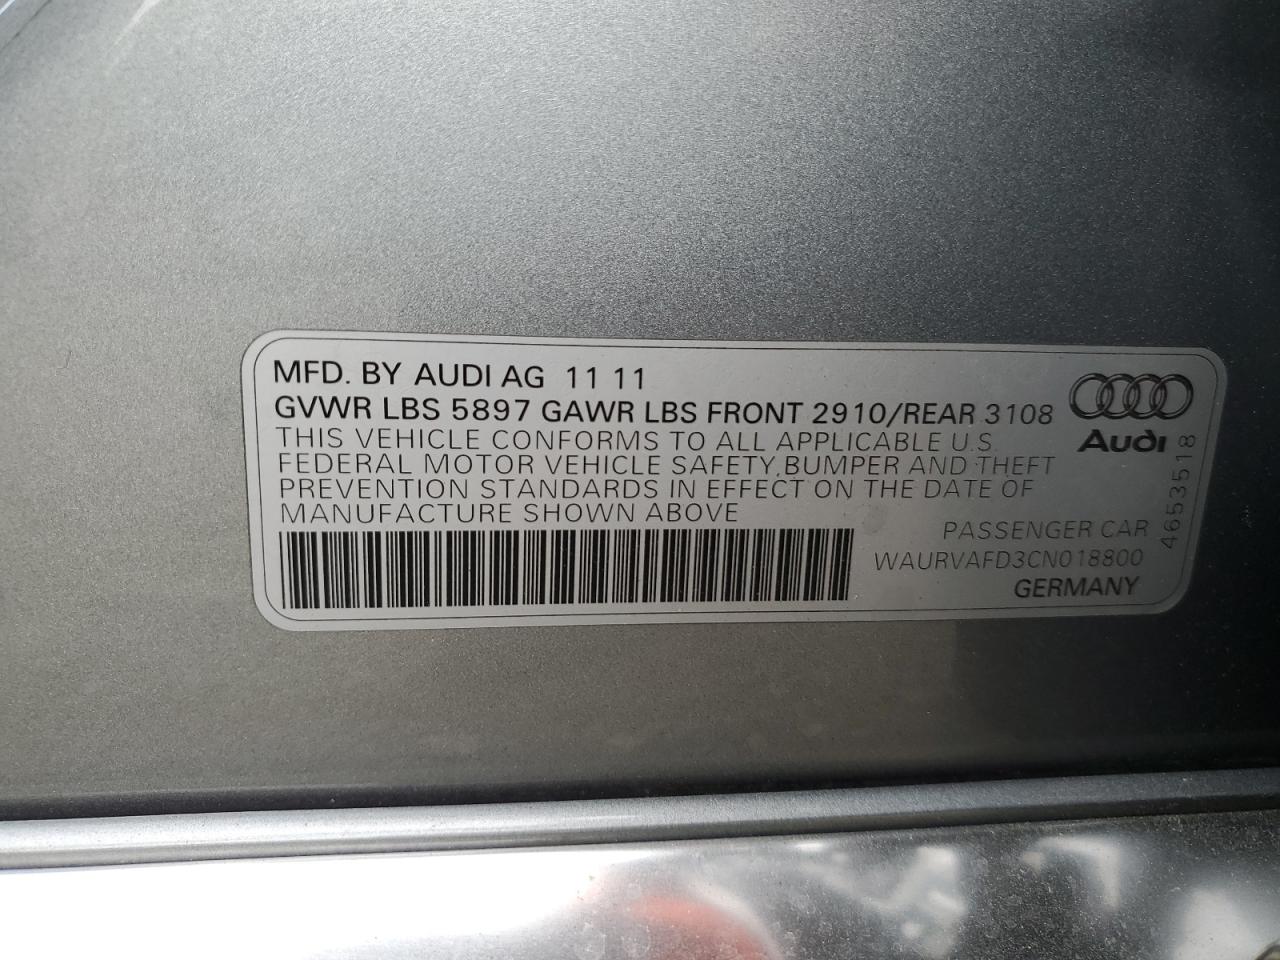 MFD. BY AUDI AG 11 11
GVWR LBS 5897 GAWR LBS FRONT 2910/REAR 3108
THIS VEHICLE CONFORMS TO ALL APPLICABLE U.S.
FEDERAL MOTOR VEHICLE SAFETY, BUMPER AND THEFT
PREVENTION STANDARDS IN EFFECT ON THE DATE OF
MANUFACTURE SHOWN ABOVE
Audi
4653518
PASSENGER CAR
WAURVAFD3CN018800
GERMANY